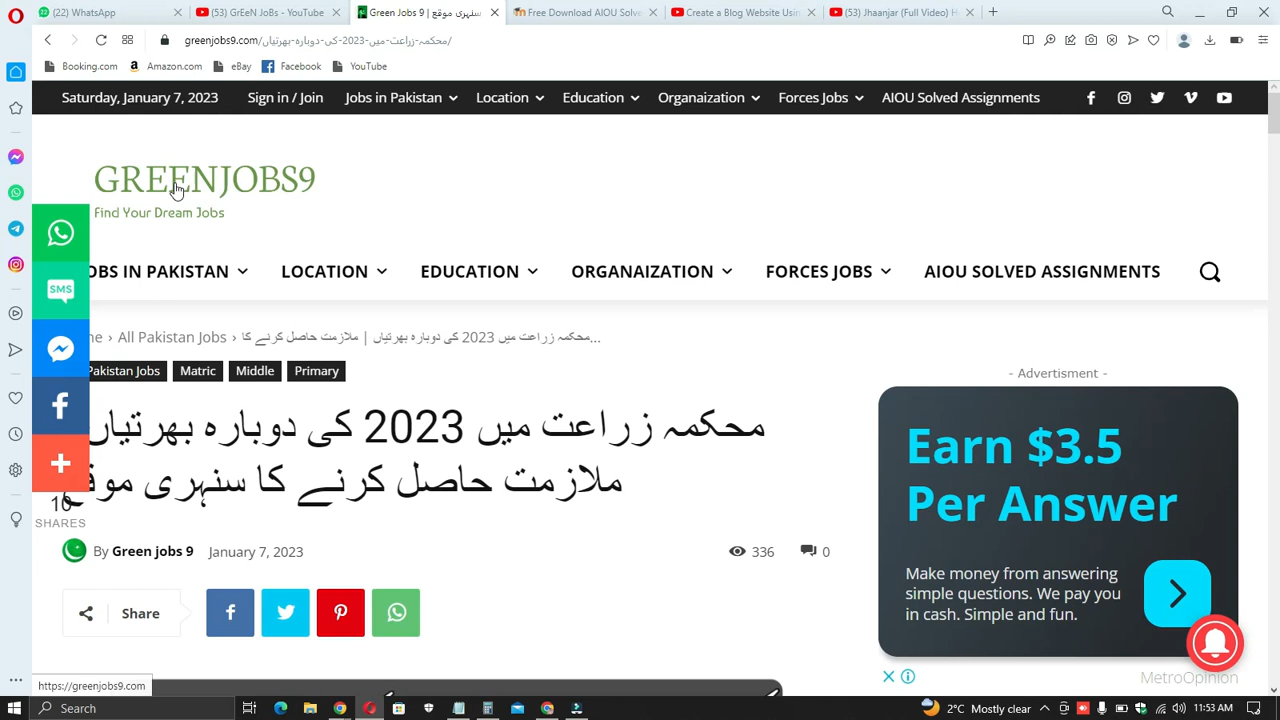 (22) WhatsApp
(53) GrEeN JoBs - YouTube
Green Jobs 9 | سنہری موقع
Free Download AIOU Solve
Create a Blog Website Usin
(53) Jhaanjar (Full Video) H
greenjobs9.com/محکمہ-زراعت-میں-2023-کی-دوبارہ-بھرتیاں/
Booking.com
Amazon.com
eBay
Facebook
YouTube
Saturday, January 7, 2023
Sign in / Join
Jobs in Pakistan
Location
Education
Organaization
Forces Jobs
AIOU Solved Assignments
GREENJOBS9
Find Your Dream Jobs
OBS IN PAKISTAN
LOCATION
EDUCATION
ORGANAIZATION
FORCES JOBS
AIOU SOLVED ASSIGNMENTS
SMS
me › All Pakistan Jobs › محکمہ زراعت میں 2023 کی دوبارہ بھرتیاں | ملازمت حاصل کرنے کا...
Pakistan Jobs
Matric
Middle
Primary
محکمہ زراعت میں 2023 کی دوبارہ بھرتیاں
ملازمت حاصل کرنے کا سنہری موقع
10
SHARES
By Green jobs 9
January 7, 2023
336
0
Share
- Advertisment -
Earn $3.5
Per Answer
Make money from answering
simple questions. We pay you
in cash. Simple and fun.
MetroOpinion
https://greenjobs9.com
Search
2°C Mostly clear
11:53 AM